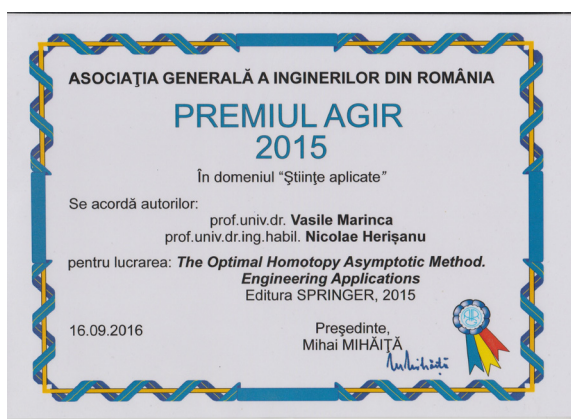 ASOCIAŢIA GENERALĂ A INGINERILOR DIN ROMÂNIA
PREMIUL AGIR
2015
În domeniul “Ştiinţe aplicate”
Se acordă autorilor:
prof.univ.dr. Vasile Marinca
prof.univ.dr.ing.habil. Nicolae Herişanu
pentru lucrarea: The Optimal Homotopy Asymptotic Method.
Engineering Applications
Editura SPRINGER, 2015
16.09.2016
Preşedinte,
Mihai MIHĂIŢĂ